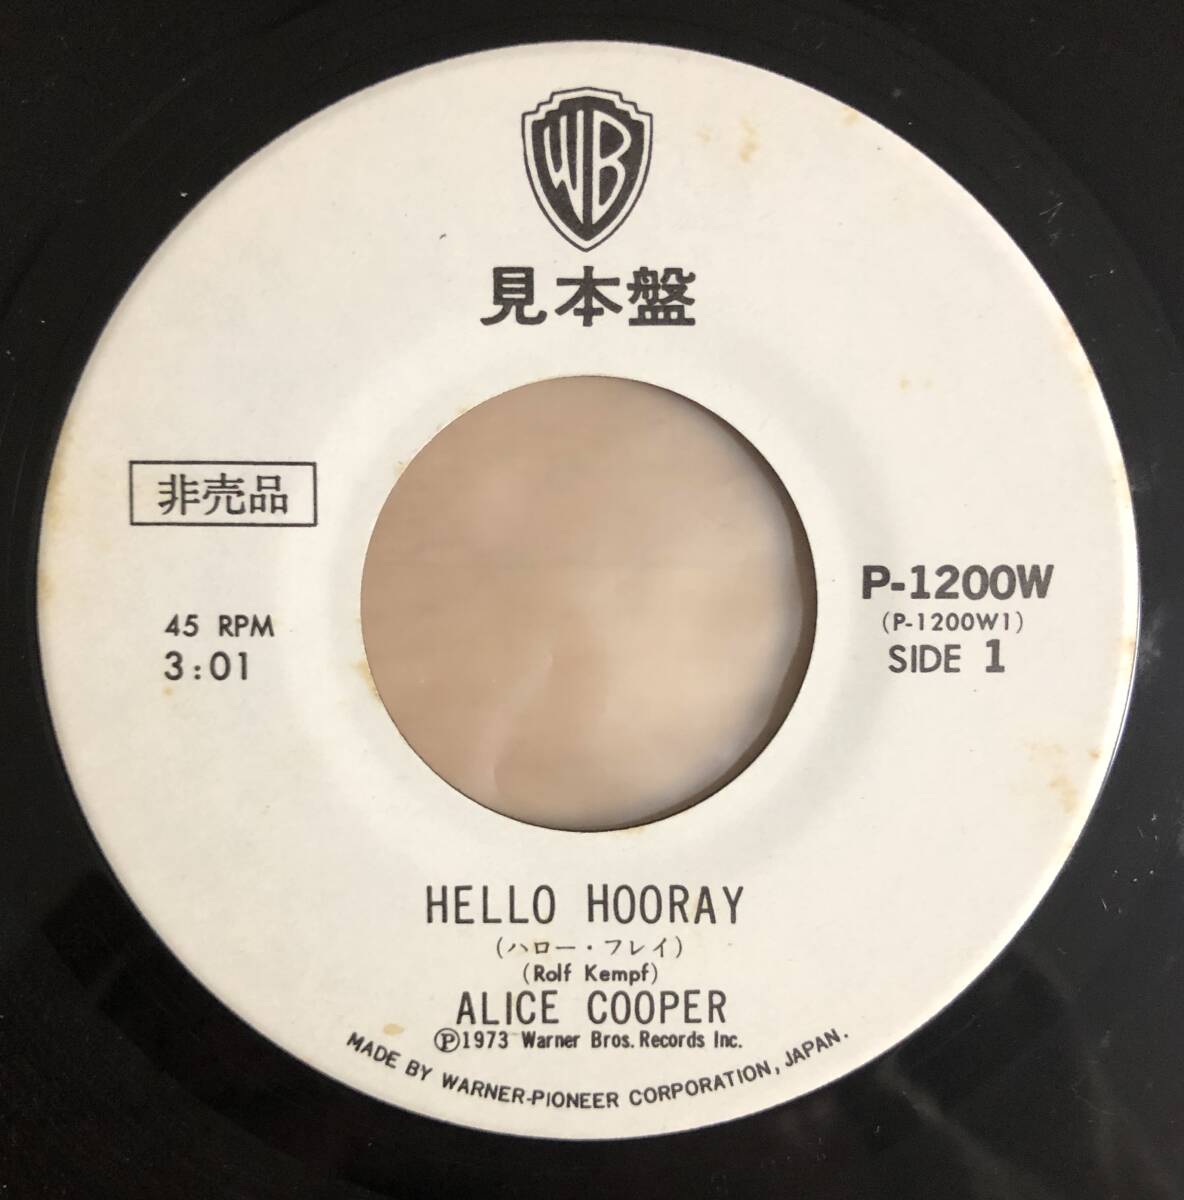 WB
見本盤
非売品
45 RPM
3:01
P-1200W
(P-1200W1)
SIDE 1
HELLO HOORAY
(ハロー・フレイ)
(Rolf Kempf)
ALICE COOPER
Ⓟ1973 Warner Bros. Records Inc.
MADE BY WARNER-PIONEER CORPORATION, JAPAN.